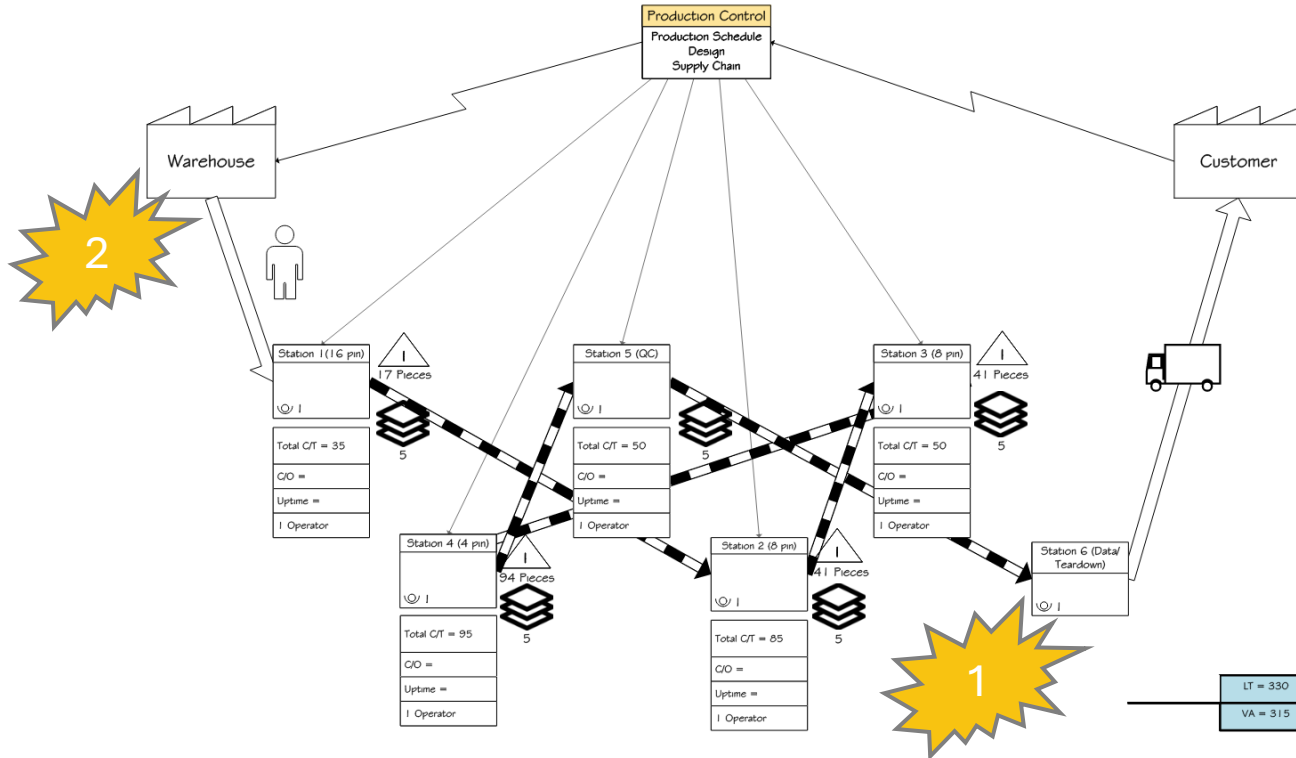 Production Control
Production Schedule
Design
Supply Chain
Warehouse
Customer
2
Station 1 (16 pin)
1
I
17 Pieces
5
Total C/T = 35
C/O =
Uptime =
1 Operator
Station 5 (QC)
1
5
Total C/T = 50
C/O =
Uptime =
1 Operator
Station 3 (8 pin)
1
I
41 Pieces
5
Total C/T = 50
C/O =
Uptime =
1 Operator
Station 4 (4 pin)
1
I
94 Pieces
5
Total C/T = 95
C/O =
Uptime =
1 Operator
Station 2 (8 pin)
1
I
41 Pieces
5
Total C/T = 85
C/O =
Uptime =
1 Operator
Station 6 (Data/
Teardown)
1
1
LT = 330
VA = 315